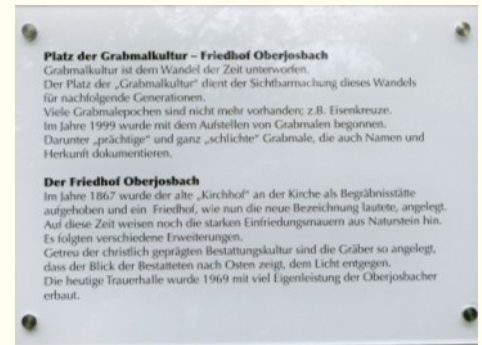 Platz der Grabmalkultur – Friedhof Oberjosbach
Grabmalkultur ist dem Wandel der Zeit unterworfen.
Der Platz der „Grabmalkultur“ dient der Sichtbarmachung dieses Wandels
für nachfolgende Generationen.
Viele Grabmalepochen sind nicht mehr vorhanden; z.B. Eisenkreuze.
Im Jahre 1999 wurde mit dem Aufstellen von Grabmalen begonnen.
Darunter „prächtige“ und ganz „schlichte“ Grabmale, die auch Namen und
Herkunft dokumentieren.
Der Friedhof Oberjosbach
Im Jahre 1867 wurde der alte „Kirchhof“ an der Kirche als Begräbnisstätte
aufgehoben und ein Friedhof, wie nun die neue Bezeichnung lautete, angelegt.
Auf diese Zeit weisen noch die starken Einfriedungsmauern aus Naturstein hin.
Es folgten verschiedene Erweiterungen.
Getreu der christlich geprägten Bestattungskultur sind die Gräber so angelegt,
dass der Blick der Bestatteten nach Osten zeigt, dem Licht entgegen.
Die heutige Trauerhalle wurde 1969 mit viel Eigenleistung der Oberjosbacher
erbaut.